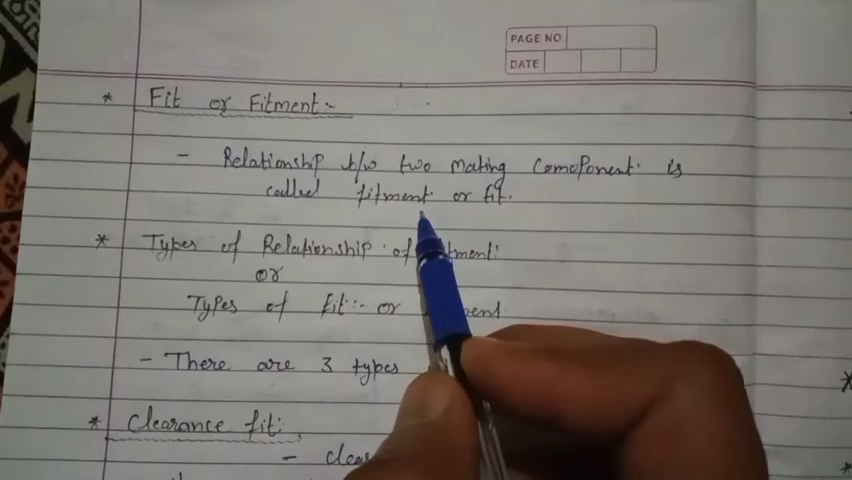 PAGE NO.
DATE
* Fit or Fitment:-
- Relationship b/w two mating Component is
called fitment or fit.
* Types of Relationship of
or
Types of fit:- or
- There are 3 types
* Clearance fit:
-